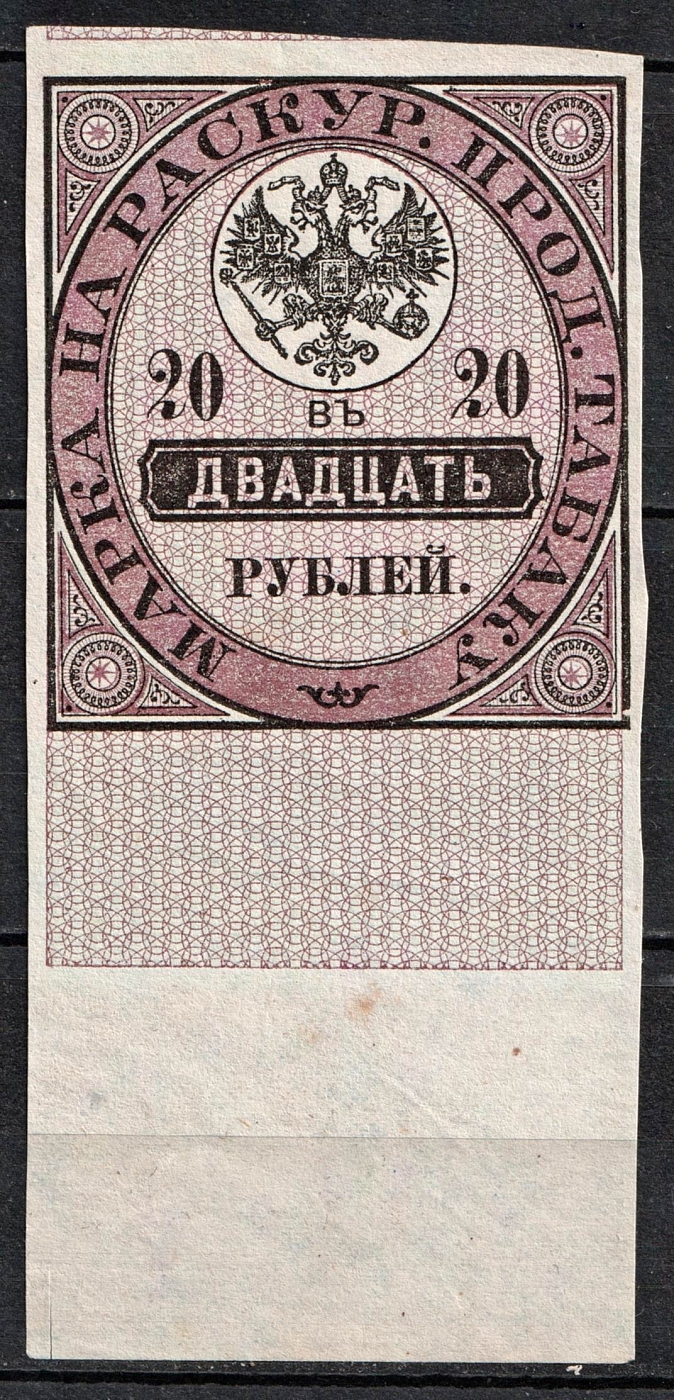 МАРКА НА РАСКУР. ПРОД. ТАБАКУ
20 20
ВЪ
ДВАДЦАТЬ
РУБЛЕЙ.